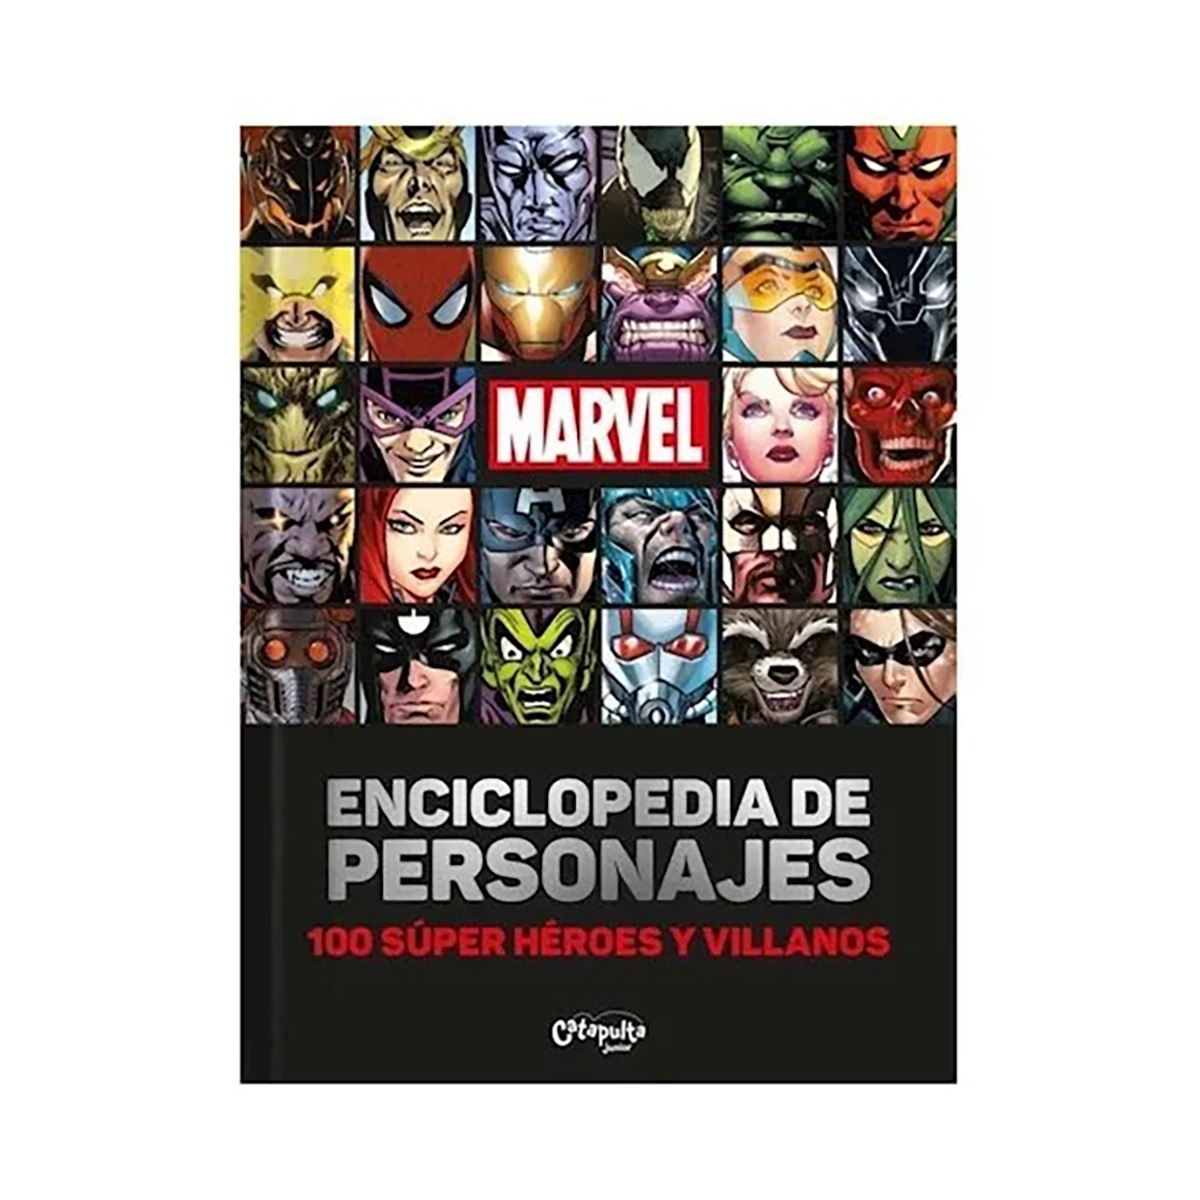 A
MARVEL
ENCICLOPEDIA DE
PERSONAJES
100 SÚPER HÉROES Y VILLANOS
Catapulta
junior